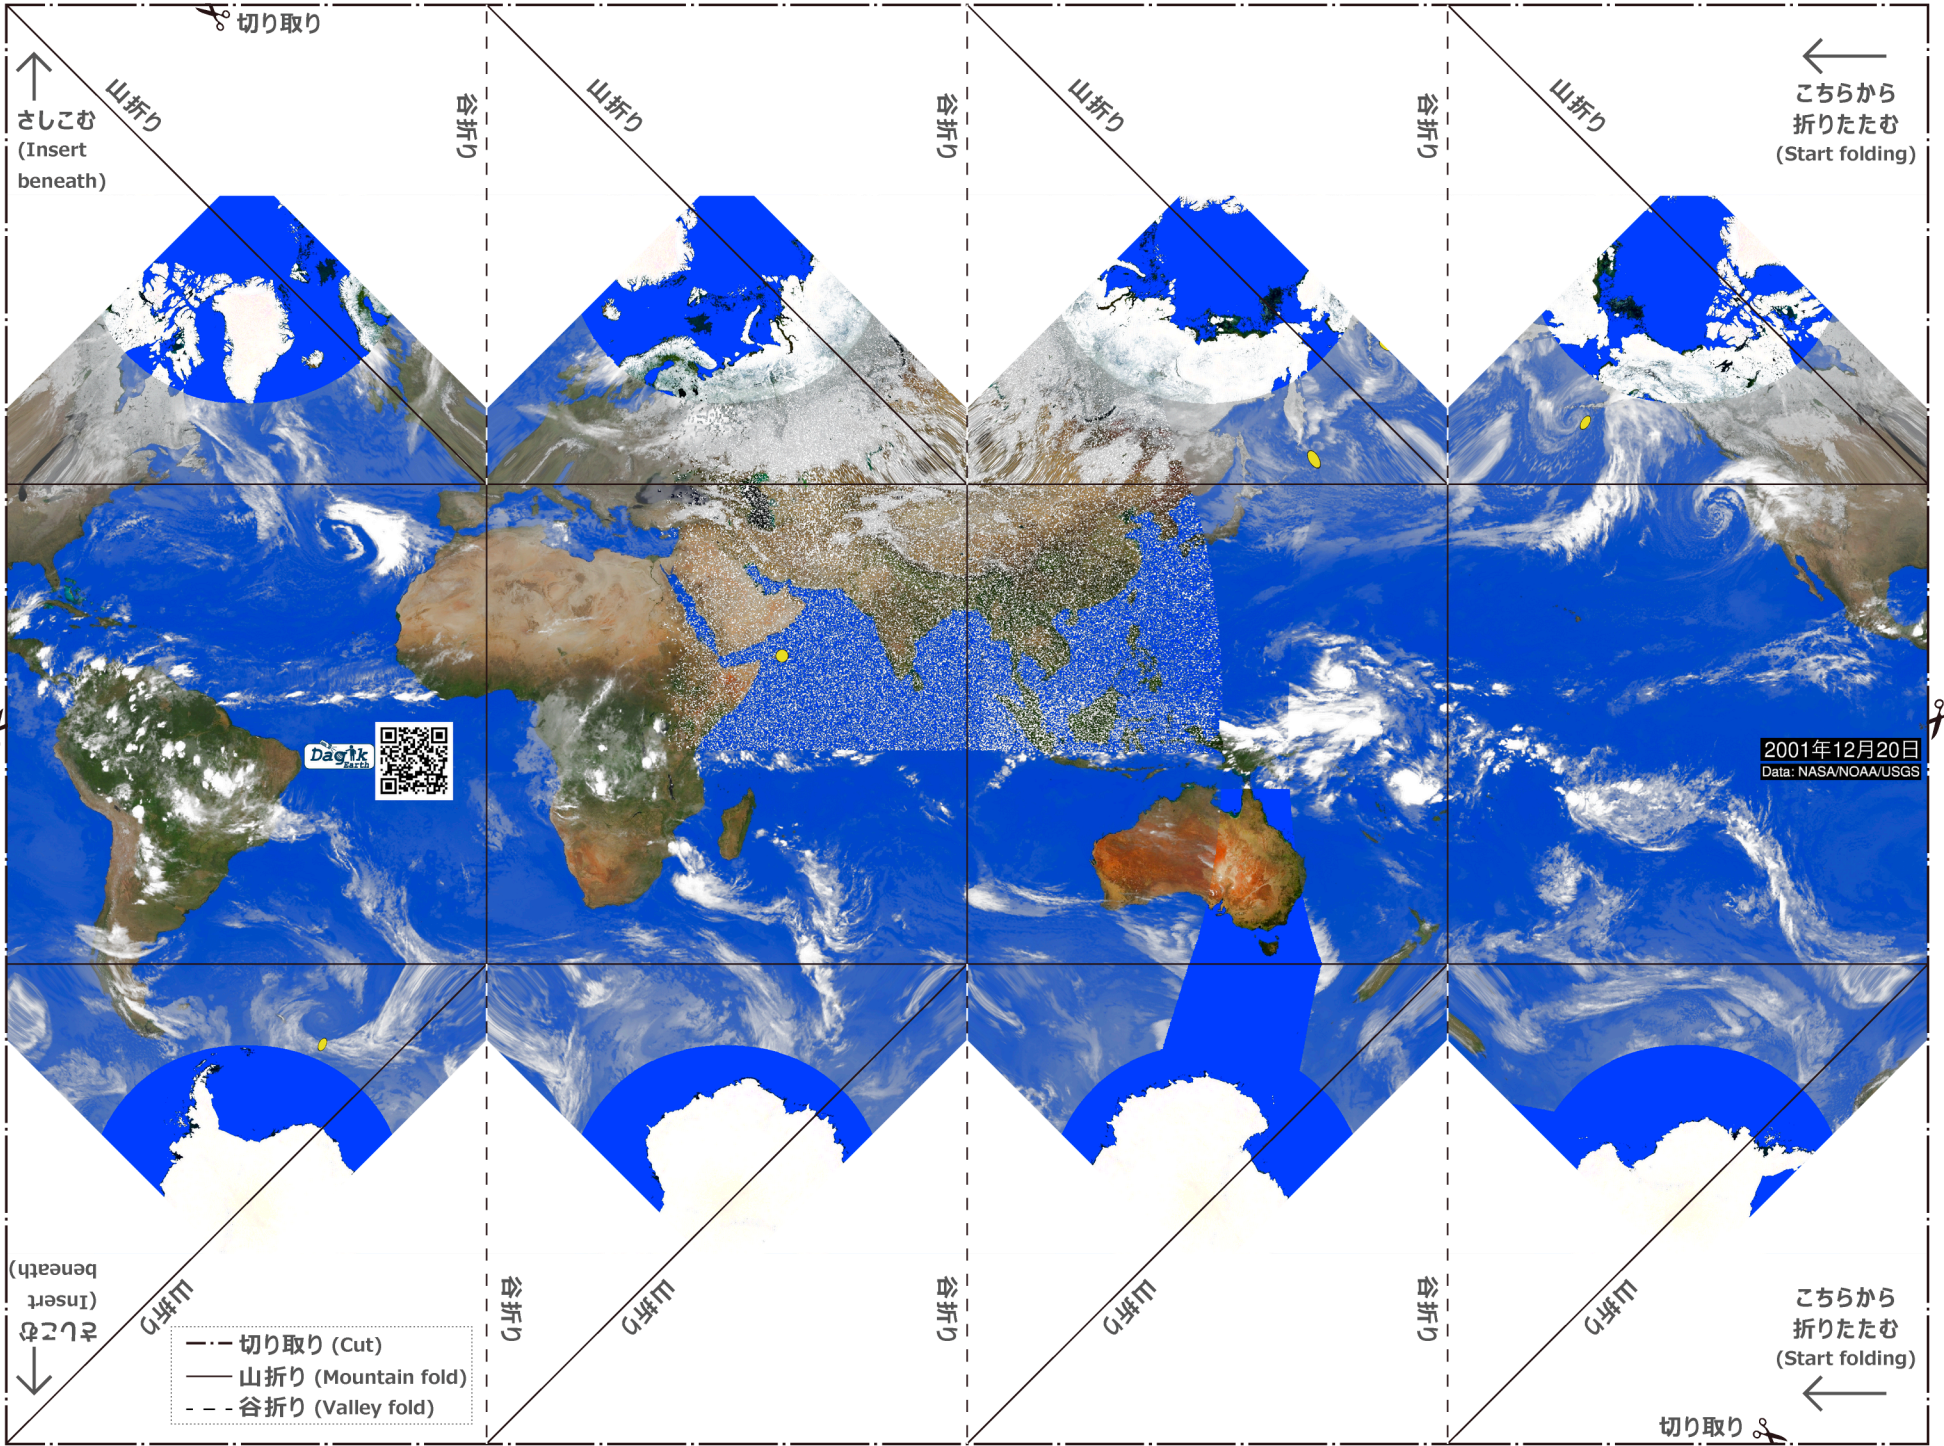 切り取り
山折り
谷折り
山折り
谷折り
山折り
谷折り
山折り
さしこむ
(Insert
beneath)
こちらから
折りたたむ
(Start folding)
Dagik
Earth
2001年12月20日
Data: NASA/NOAA/USGS
さしこむ
(Insert
beneath)
山折り
谷折り
山折り
谷折り
山折り
谷折り
山折り
こちらから
折りたたむ
(Start folding)
切り取り (Cut)
山折り (Mountain fold)
谷折り (Valley fold)
切り取り